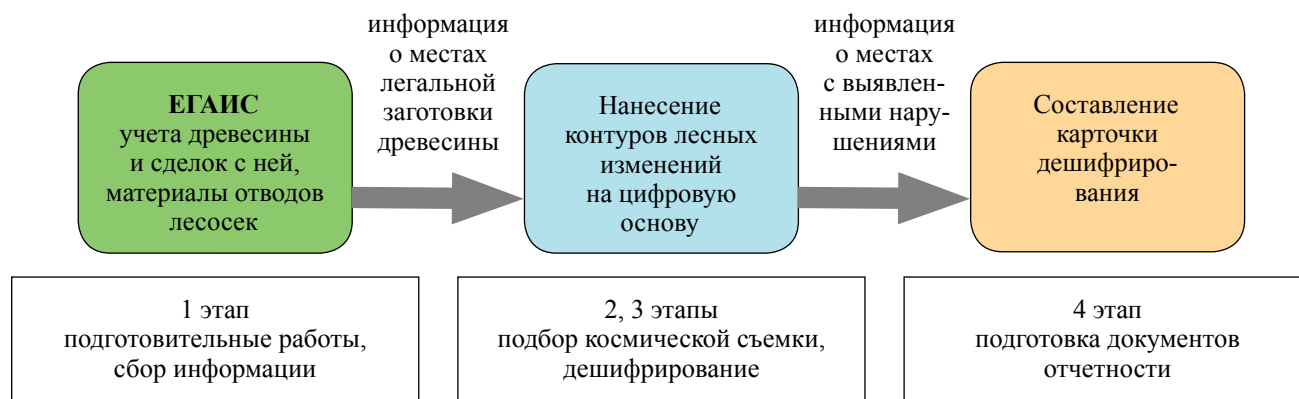 информация
о местах
легальной
заготовки
древесины
информация
о местах
с выявлен-
ными нару-
шениями
ЕГАИС
учета древесины
и сделок с ней,
материалы отводов
лесосек
Нанесение
контуров лесных
изменений
на цифровую
основу
Составление
карточки
дешифриро-
вания
1 этап
подготовительные работы,
сбор информации
2, 3 этапы
подбор космической съемки,
дешифрирование
4 этап
подготовка документов
отчетности